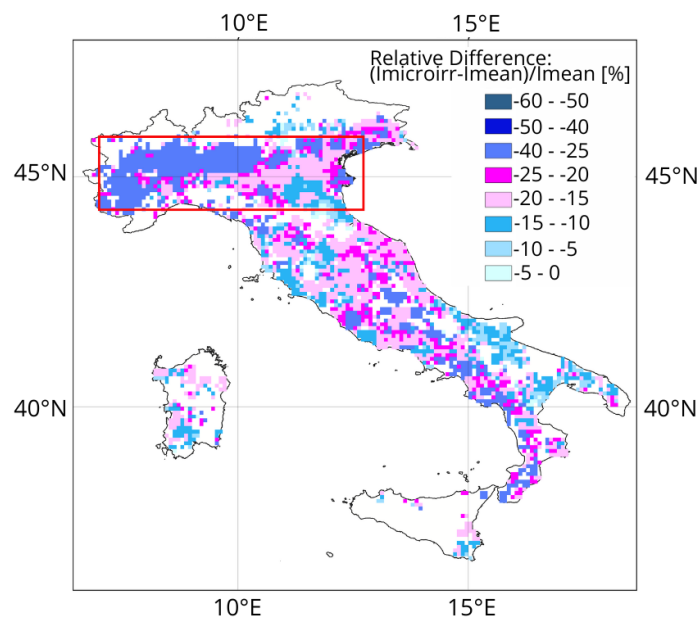 10°E 15°E
Relative Difference:
(Imicroirr-Imean)/Imean [%]
-60 - -50
-50 - -40
-40 - -25
-25 - -20
-20 - -15
-15 - -10
-10 - -5
-5 - 0
45°N 45°N
40°N 40°N
10°E 15°E